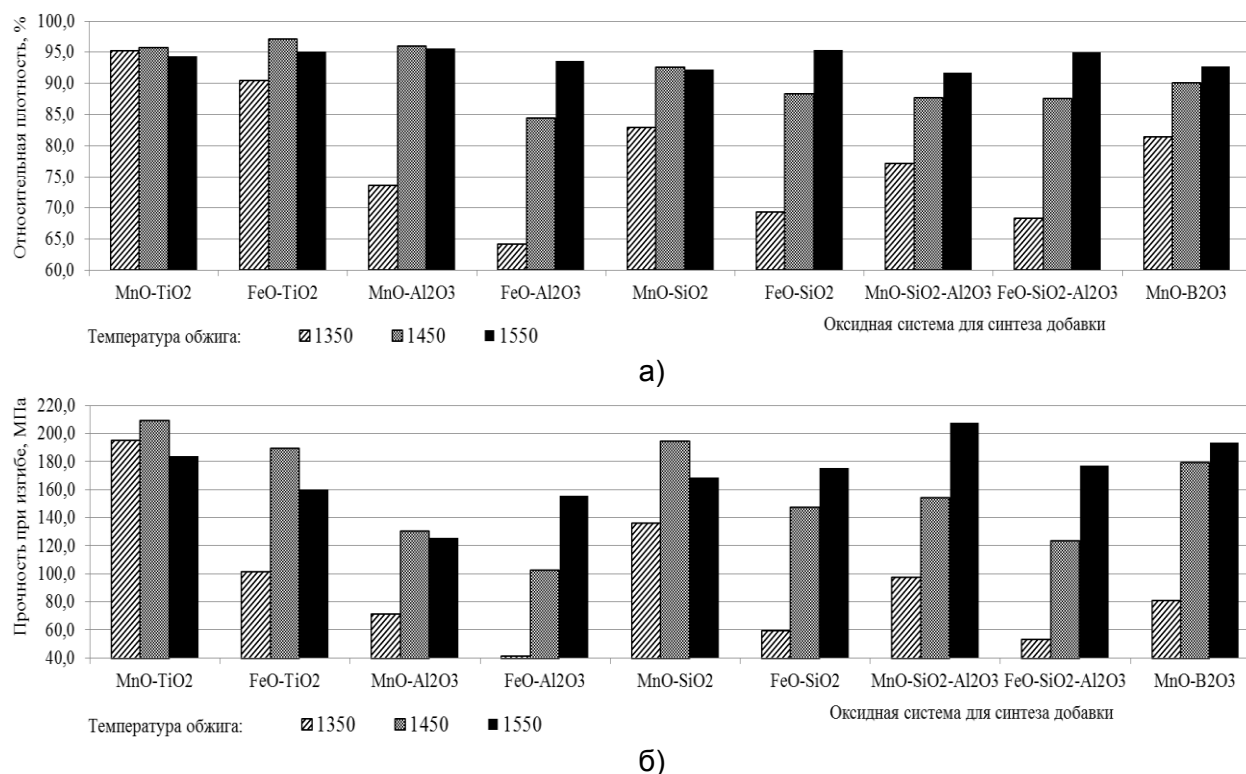 Относительная плотность, %
100,0
95,0
90,0
85,0
80,0
75,0
70,0
65,0
60,0
MnO-TiO2 FeO-TiO2 MnO-Al2O3 FeO-Al2O3 MnO-SiO2 FeO-SiO2 MnO-SiO2-Al2O3 FeO-SiO2-Al2O3 MnO-B2O3
Температура обжига: 1350 1450 1550 Оксидная система для синтеза добавки
а)
Прочность при изгибе, МПа
220,0
200,0
180,0
160,0
140,0
120,0
100,0
80,0
60,0
40,0
MnO-TiO2 FeO-TiO2 MnO-Al2O3 FeO-Al2O3 MnO-SiO2 FeO-SiO2 MnO-SiO2-Al2O3 FeO-SiO2-Al2O3 MnO-B2O3
Температура обжига: 1350 1450 1550 Оксидная система для синтеза добавки
б)